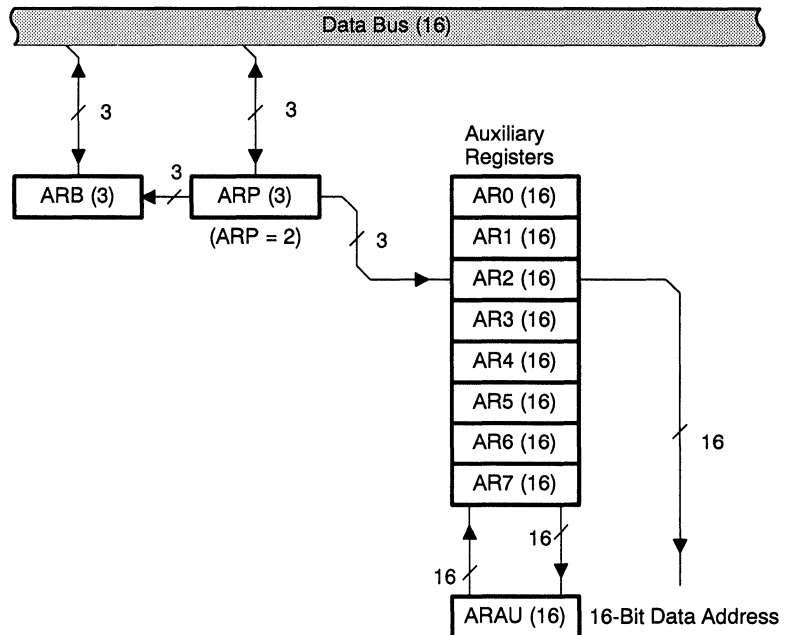 Data Bus (16)
3
3
Auxiliary
Registers
ARB (3)
3
ARP (3)
(ARP = 2)
3
AR0 (16)
AR1 (16)
AR2 (16)
AR3 (16)
AR4 (16)
AR5 (16)
AR6 (16)
AR7 (16)
16
16
16
ARAU (16)
16-Bit Data Address